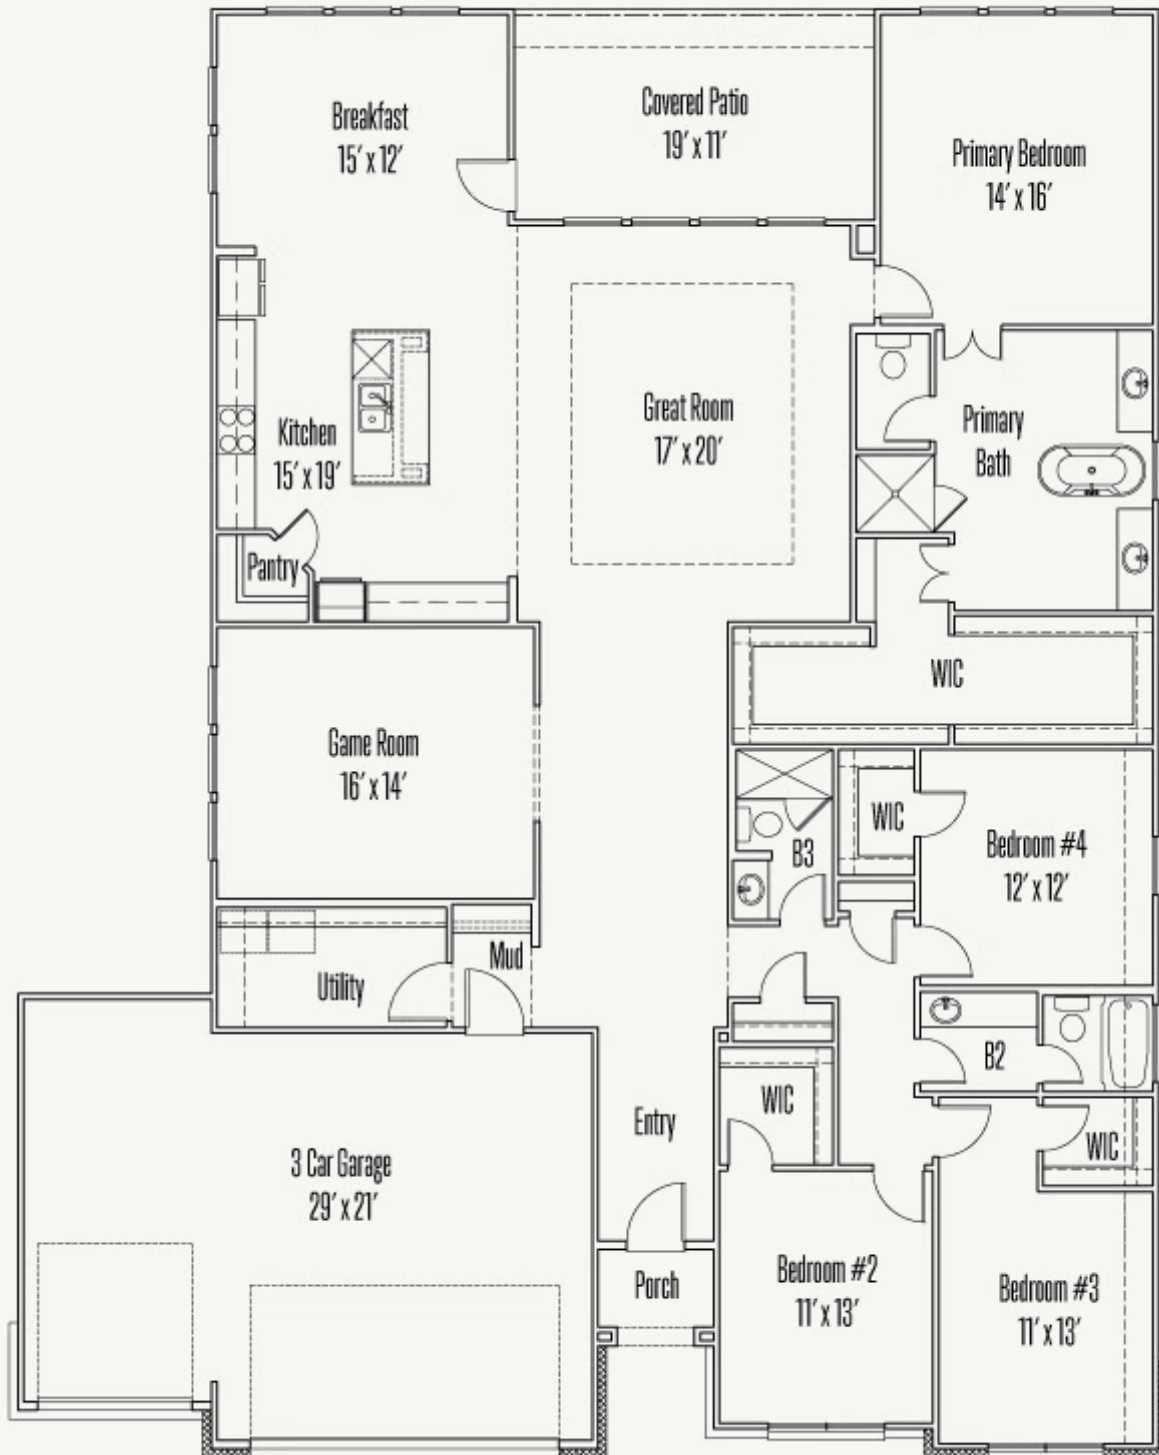 Breakfast
15' x 12'
Covered Patio
19' x 11'
Primary Bedroom
14' x 16'
Kitchen
15' x 19'
Great Room
17' x 20'
Primary
Bath
Pantry
WIC
Game Room
16' x 14'
WIC
B3
Bedroom #4
12' x 12'
Utility
Mud
B2
WIC
WIC
Entry
3 Car Garage
29' x 21'
Porch
Bedroom #2
11' x 13'
Bedroom #3
11' x 13'